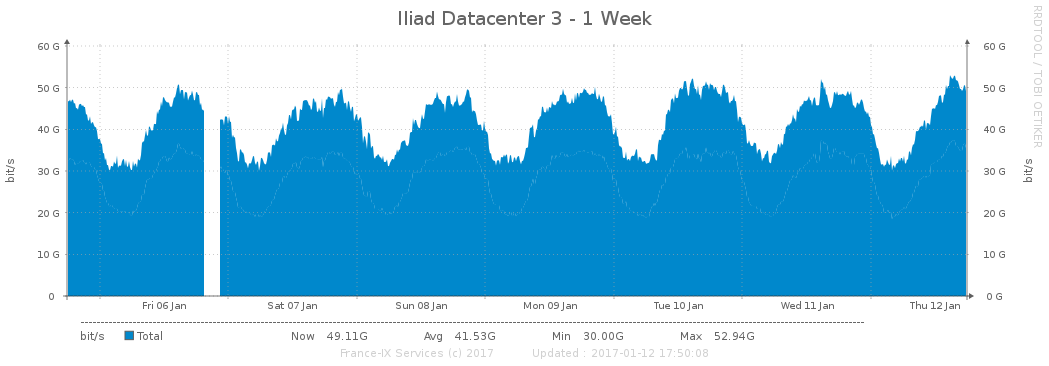 Iliad Datacenter 3 - 1 Week
RRDTOOL / TOBI OETIKER
60 G 60 G
50 G 50 G
40 G 40 G
30 G 30 G
20 G 20 G
10 G 10 G
0 0 G
bit/s bit/s
Fri 06 Jan Sat 07 Jan Sun 08 Jan Mon 09 Jan Tue 10 Jan Wed 11 Jan Thu 12 Jan
bit/s Total Now 49.11G Avg 41.53G Min 30.00G Max 52.94G
France-IX Services (c) 2017 Updated : 2017-01-12 17:50:08